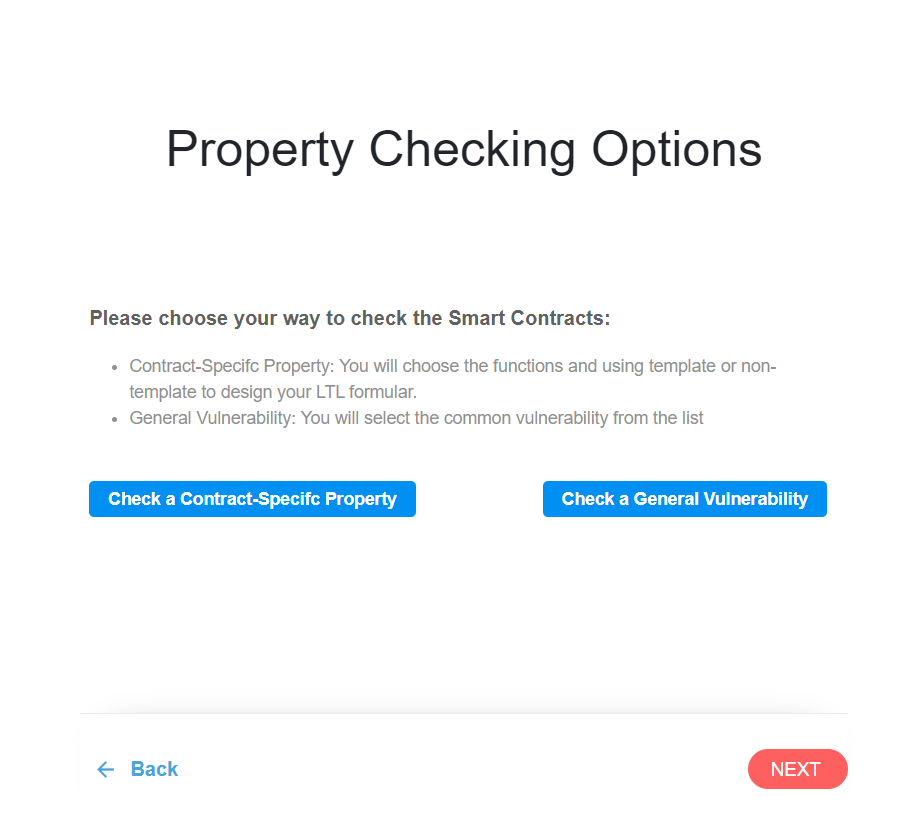 Property Checking Options
Please choose your way to check the Smart Contracts:
Contract-Specifc Property: You will choose the functions and using template or non-
template to design your LTL formular.
General Vulnerability: You will select the common vulnerability from the list
Check a Contract-Specifc Property
Check a General Vulnerability
Back
NEXT